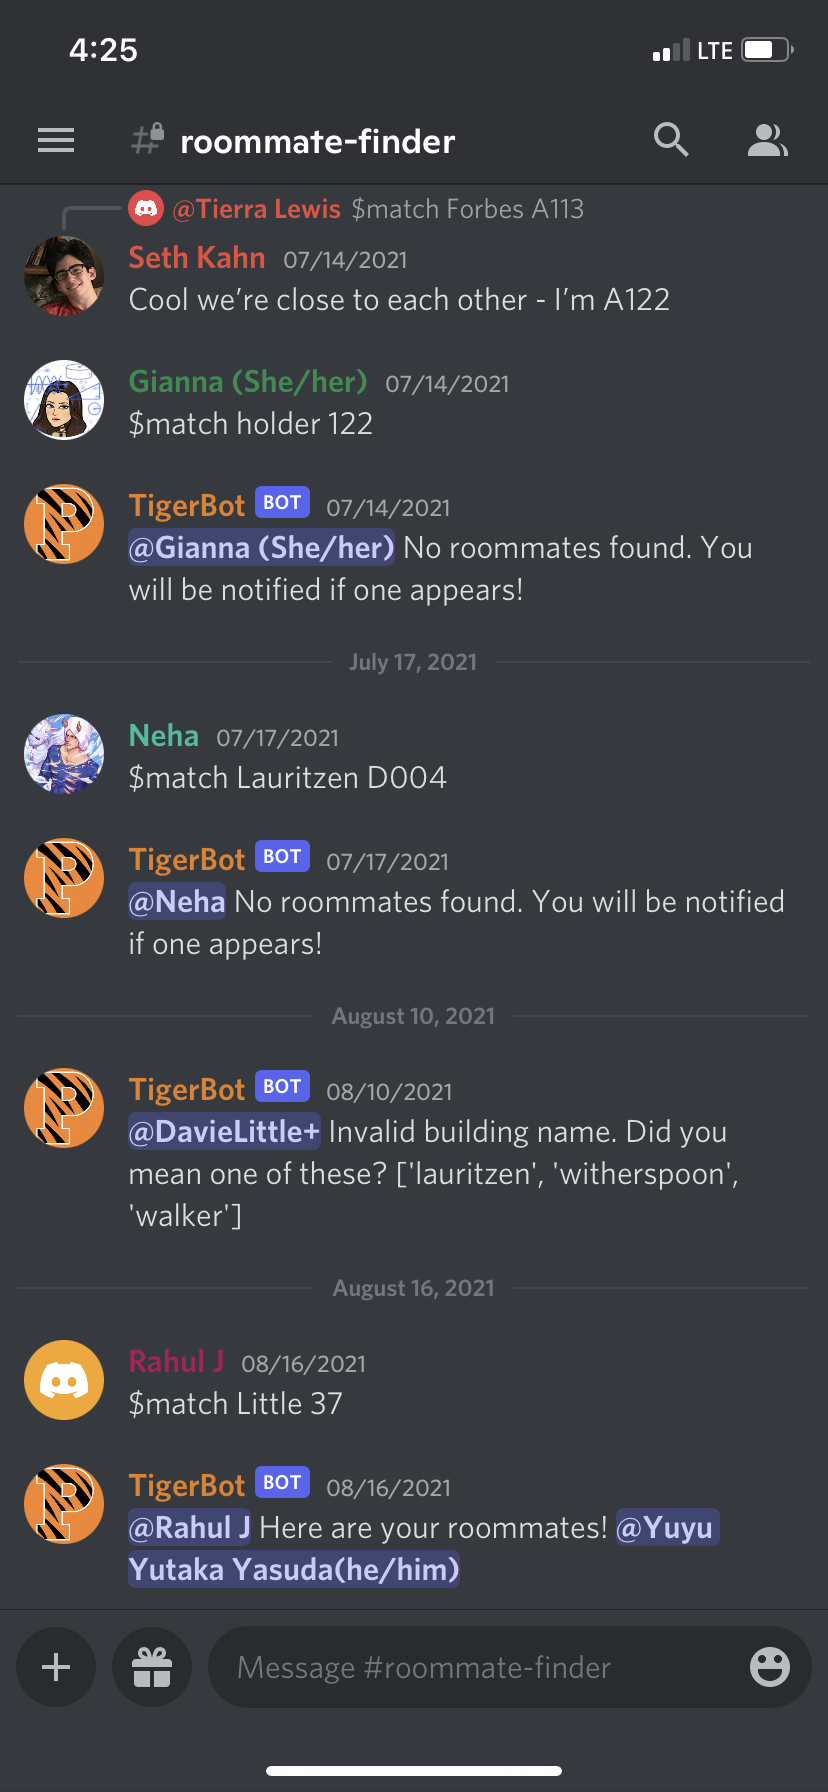 4:25
LTE
roommate-finder
@Tierra Lewis $match Forbes A113
Seth Kahn 07/14/2021
Cool we’re close to each other - I’m A122
Gianna (She/her) 07/14/2021
$match holder 122
TigerBot BOT 07/14/2021
@Gianna (She/her) No roommates found. You
will be notified if one appears!
July 17, 2021
Neha 07/17/2021
$match Lauritzen D004
TigerBot BOT 07/17/2021
@Neha No roommates found. You will be notified
if one appears!
August 10, 2021
TigerBot BOT 08/10/2021
@DavieLittle+ Invalid building name. Did you
mean one of these? ['lauritzen', 'witherspoon',
'walker']
August 16, 2021
Rahul J 08/16/2021
$match Little 37
TigerBot BOT 08/16/2021
@Rahul J Here are your roommates! @Yuyu
Yutaka Yasuda(he/him)
Message #roommate-finder